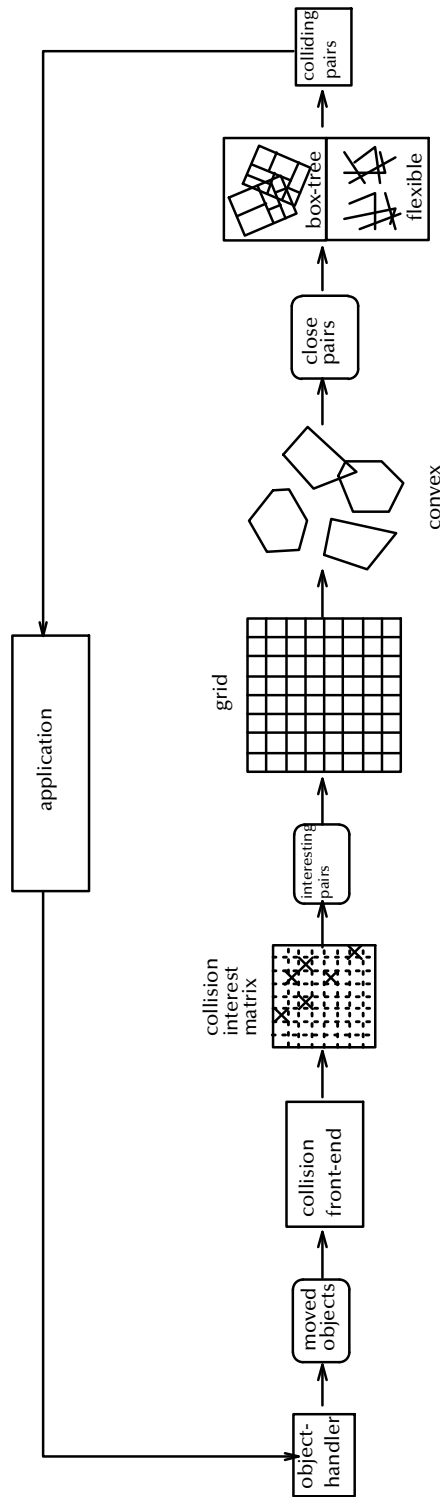 application
object-
handler
moved
objects
collision
front-end
collision
interest
matrix
interesting
pairs
grid
convex
close
pairs
box-tree
flexible
colliding
pairs